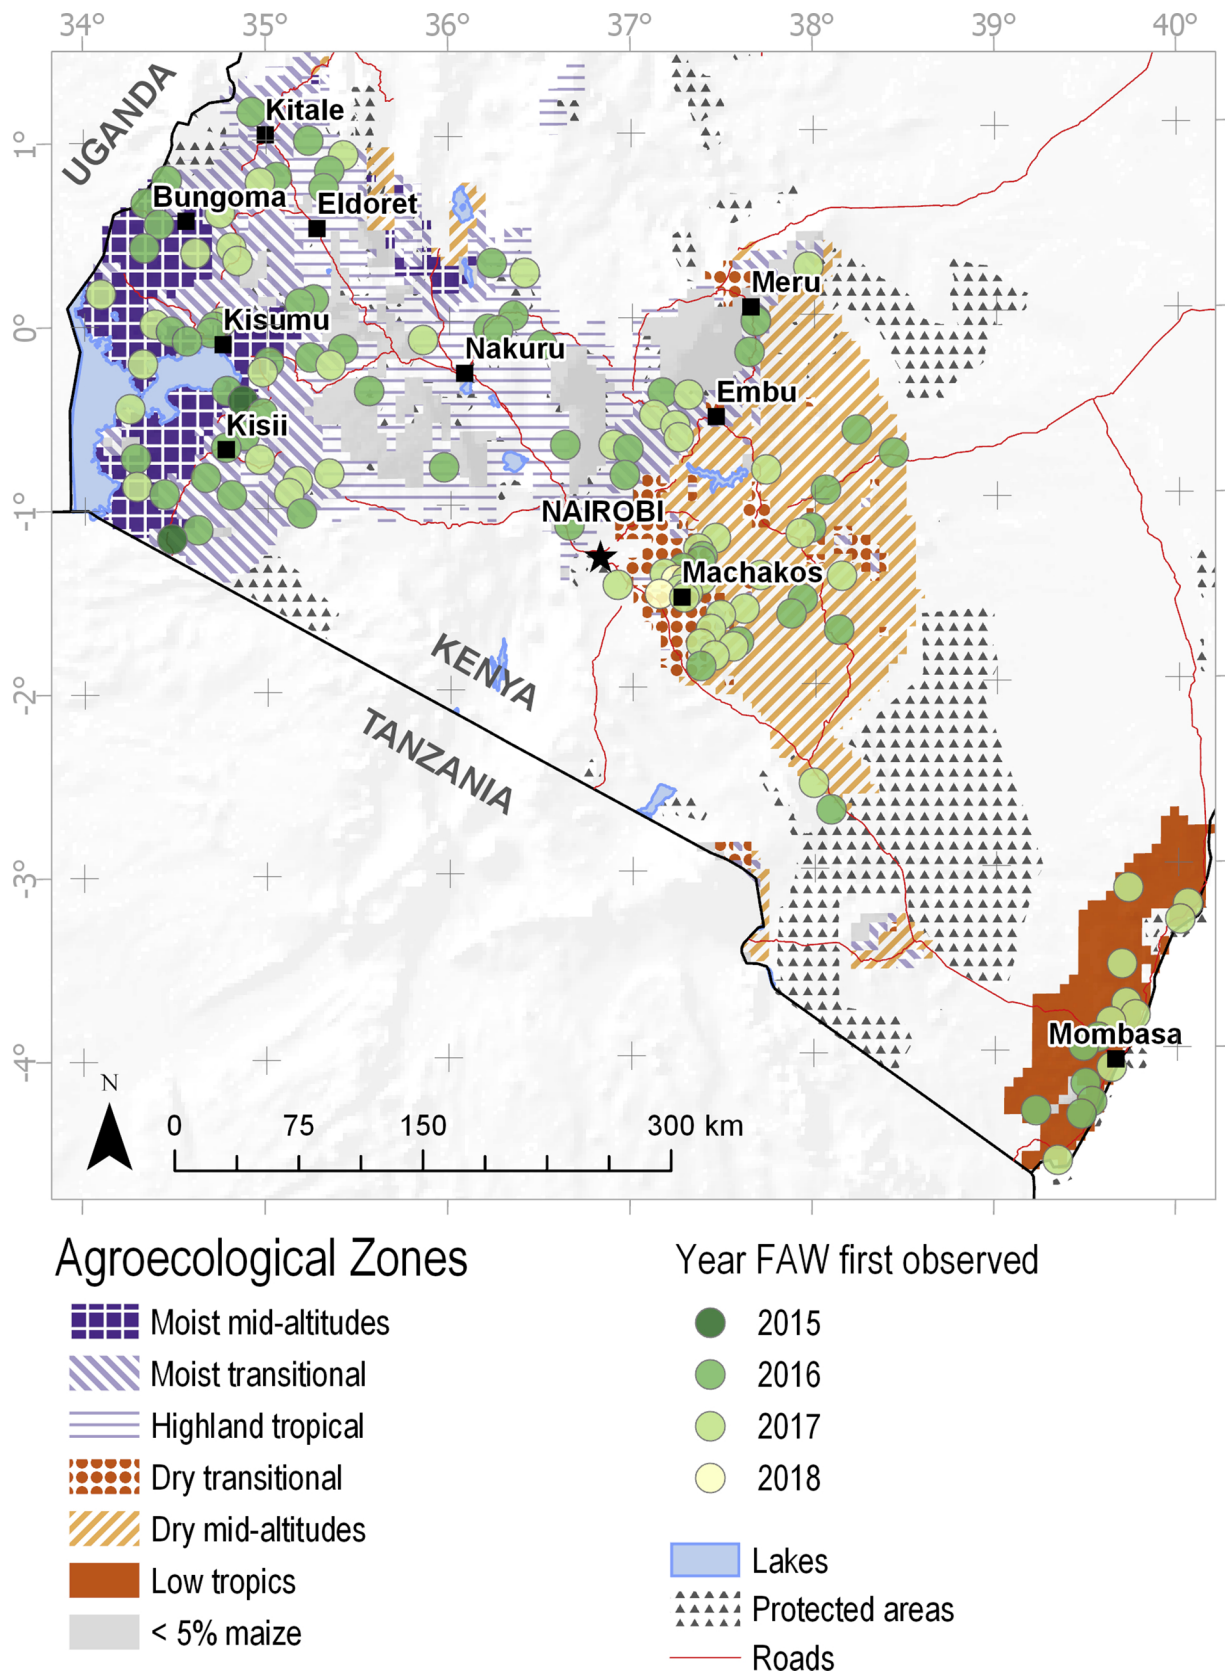 34° 35° 36° 37° 38° 39° 40°
UGANDA
Kitale
1°
Bungoma
Eldoret
Meru
0°
Kisumu
Nakuru
Embu
Kisii
-1°
NAIROBI
Machakos
KENYA
-2°
TANZANIA
-3°
Mombasa
-4°
N
0 75 150 300 km
Agroecological Zones
Moist mid-altitudes
Moist transitional
Highland tropical
Dry transitional
Dry mid-altitudes
Low tropics
< 5% maize
Year FAW first observed
2015
2016
2017
2018
Lakes
Protected areas
Roads